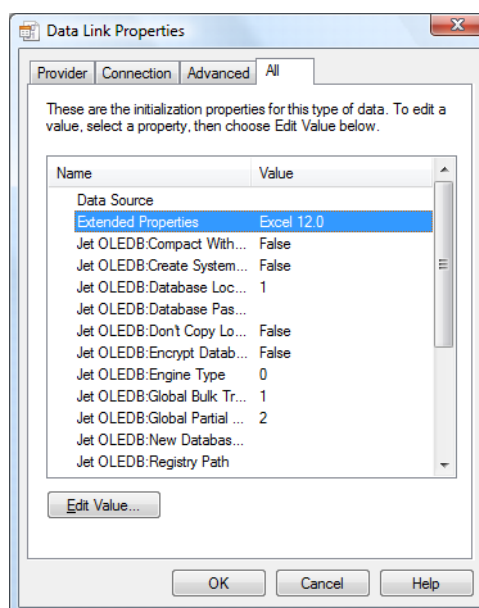 Data Link Properties
Provider Connection Advanced All
These are the initialization properties for this type of data. To edit a
value, select a property, then choose Edit Value below.
Name Value
Data Source
Extended Properties Excel 12.0
Jet OLEDB:Compact With... False
Jet OLEDB:Create System... False
Jet OLEDB:Database Loc... 1
Jet OLEDB:Database Pas...
Jet OLEDB:Don't Copy Lo... False
Jet OLEDB:Encrypt Datab... False
Jet OLEDB:Engine Type 0
Jet OLEDB:Global Bulk Tr... 1
Jet OLEDB:Global Partial ... 2
Jet OLEDB:New Databas...
Jet OLEDB:Registry Path
Edit Value...
OK Cancel Help